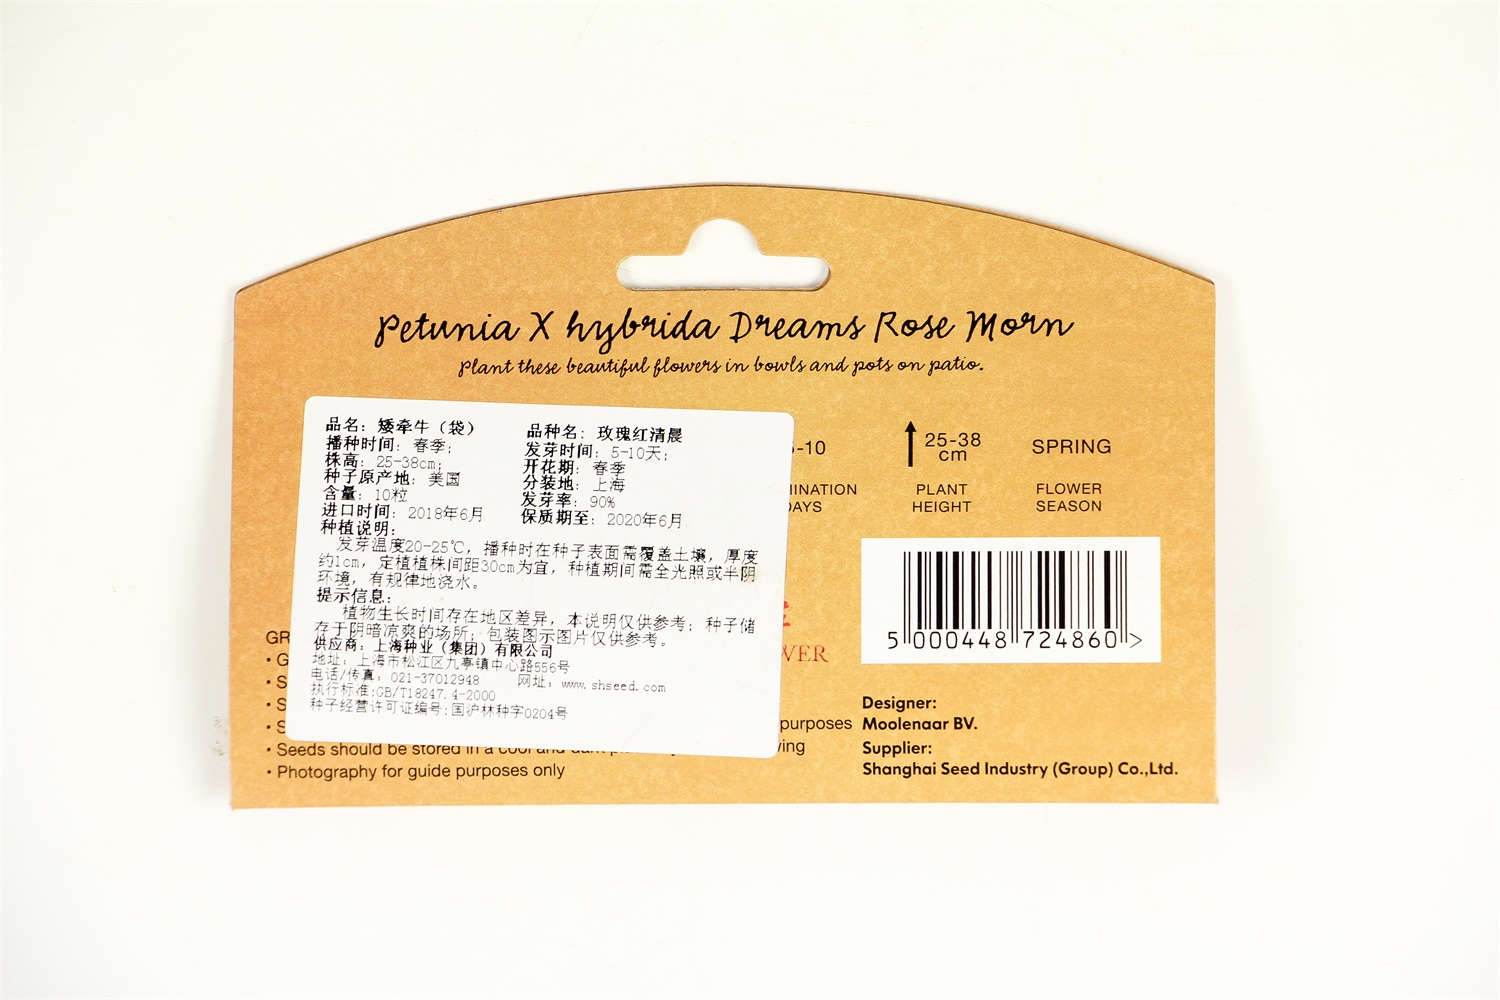 Petunia X hybrida Dreams Rose Morn
Plant these beautiful flowers in bowls and pots on patio.
品名：矮牵牛（袋） 品种名：玫瑰红清晨
播种时间：春季； 发芽时间：5-10天；
株高：25-38cm； 开花期：春季
种子原产地：美国 分装地：上海
含量：10粒 发芽率：90%
进口时间：2018年6月 保质期至：2020年6月
种植说明：
发芽温度20-25℃，播种时在种子表面需覆盖土壤，厚度
约1cm，定植植株间距30cm为宜，种植期间需全光照或半阴
环境，有规律地浇水。
提示信息：
植物生长时间存在地区差异，本说明仅供参考；种子储
存于阴暗凉爽的场所；包装图示图片仅供参考。
供应商：上海种业（集团）有限公司
地址：上海市松江区九亭镇中心路556号
电话/传真：021-37012948 网址：www.shseed.com
执行标准:GB/T18247.4-2000
种子经营许可证编号:国沪林种字0204号
-10
25-38
cm
SPRING
INATION
DAYS
PLANT
HEIGHT
FLOWER
SEASON
5 000448 724860 >
GR
• G
• S
• S
• S
WER
purposes
• Seeds should be stored in a cool and dark
ving
• Photography for guide purposes only
Designer:
Moolenaar BV.
Supplier:
Shanghai Seed Industry (Group) Co.,Ltd.